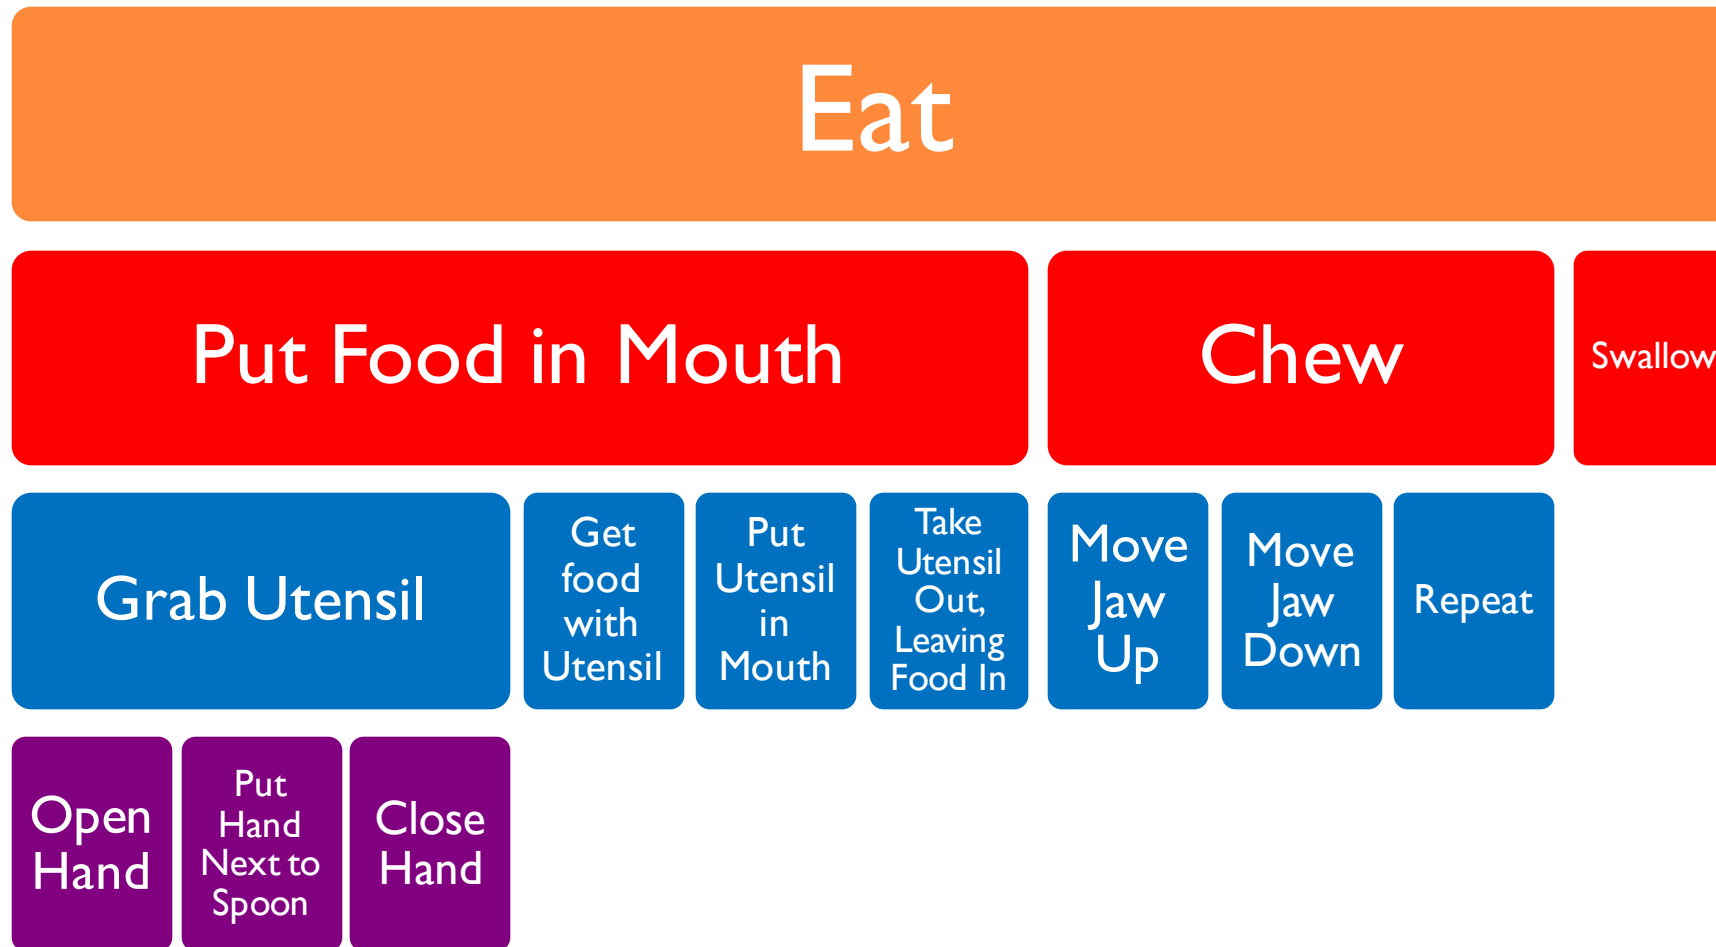 Eat
Put Food in Mouth
Chew
Swallow
Grab Utensil
Get
food
with
Utensil
Put
Utensil
in
Mouth
Take
Utensil
Out,
Leaving
Food In
Move
Jaw
Up
Move
Jaw
Down
Repeat
Open
Hand
Put
Hand
Next to
Spoon
Close
Hand